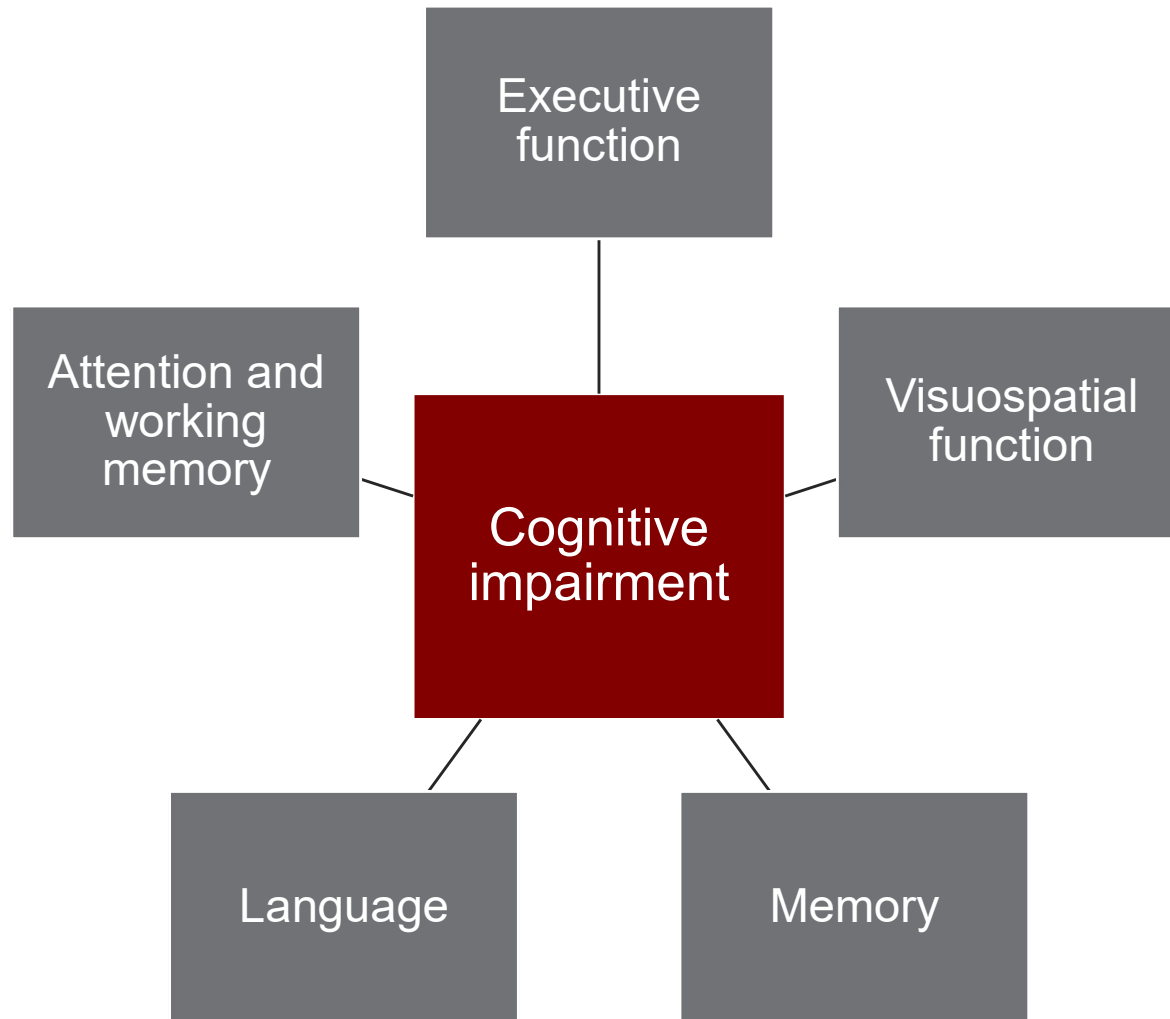 Executive
function
Attention and
working
memory
Visuospatial
function
Cognitive
impairment
Language
Memory